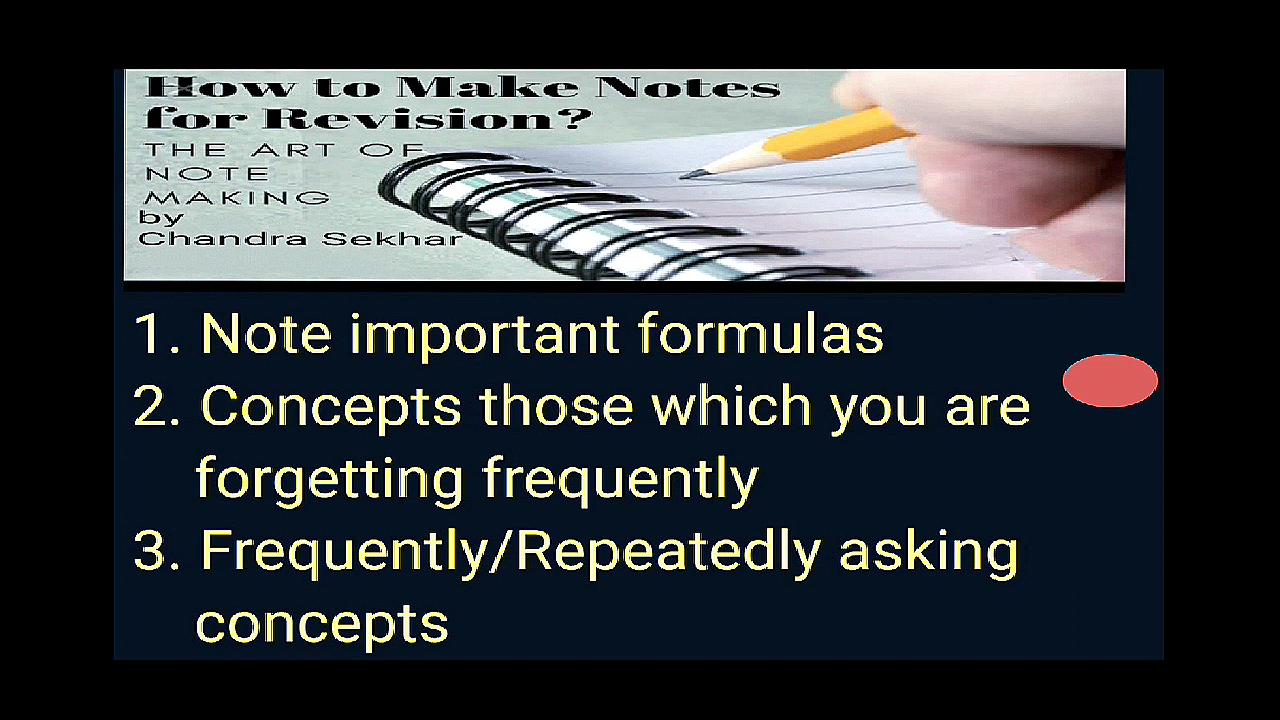 How to Make Notes
for Revision?
THE ART OF
NOTE
MAKING
by
Chandra Sekhar
1. Note important formulas
2. Concepts those which you are
forgetting frequently
3. Frequently/Repeatedly asking
concepts